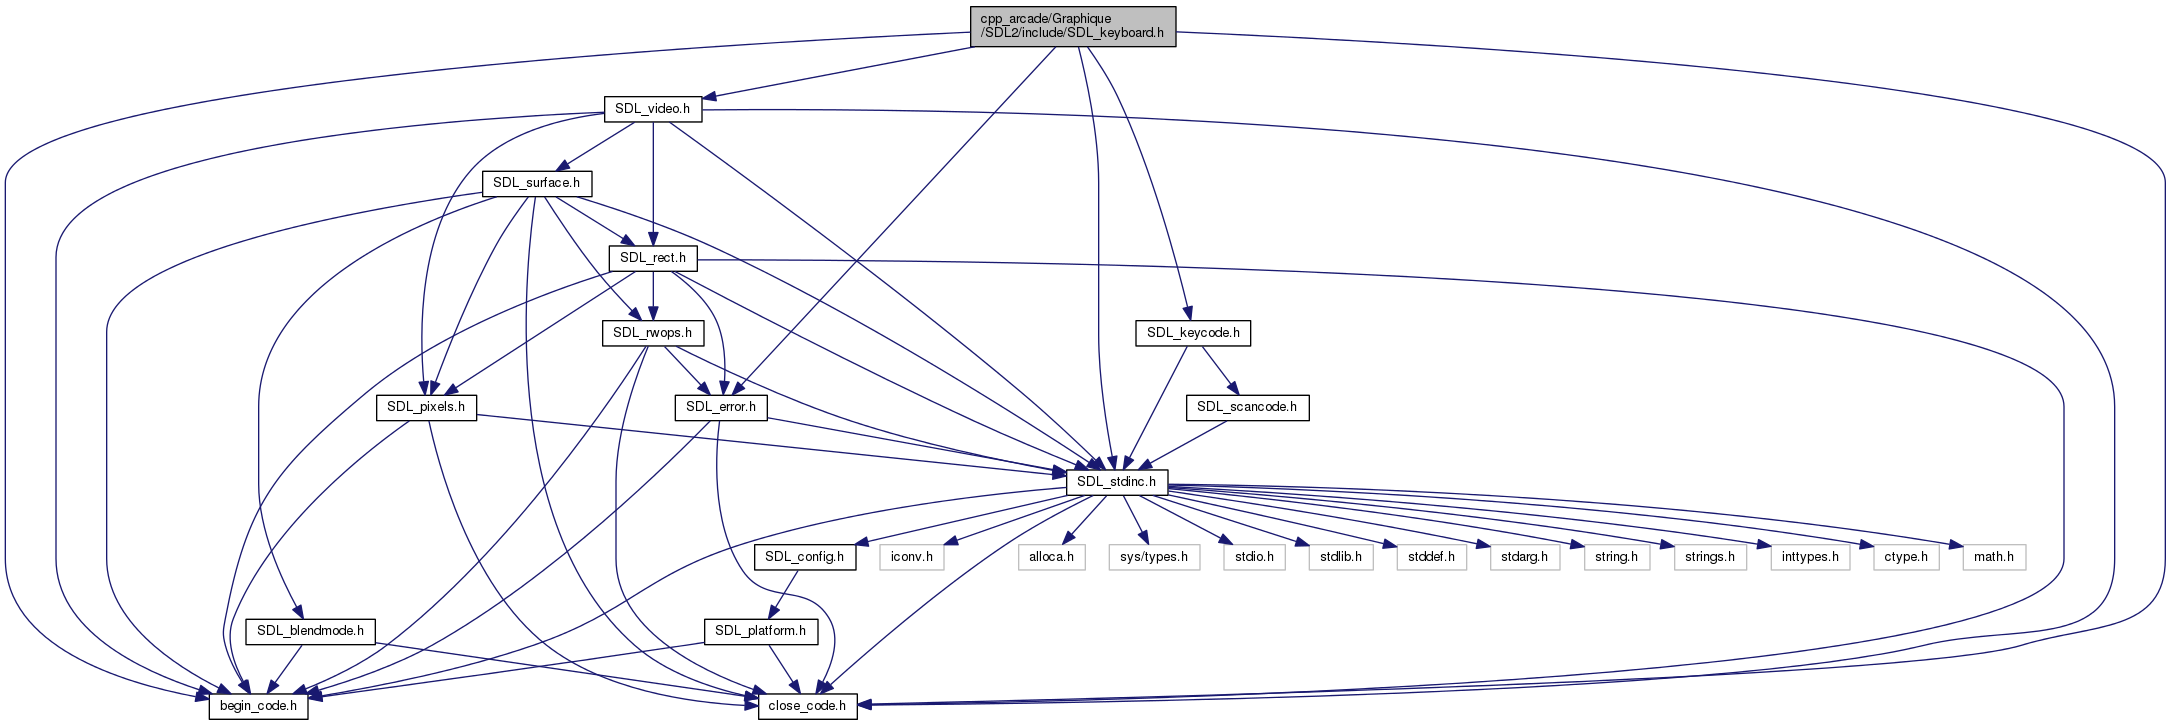 cpp_arcade/Graphique
/SDL2/include/SDL_keyboard.h
SDL_video.h
SDL_surface.h
SDL_rect.h
SDL_rwops.h
SDL_keycode.h
SDL_pixels.h
SDL_error.h
SDL_scancode.h
SDL_stdinc.h
SDL_config.h
iconv.h
alloca.h
sys/types.h
stdio.h
stdlib.h
stddef.h
stdarg.h
string.h
strings.h
inttypes.h
ctype.h
math.h
SDL_blendmode.h
SDL_platform.h
begin_code.h
close_code.h